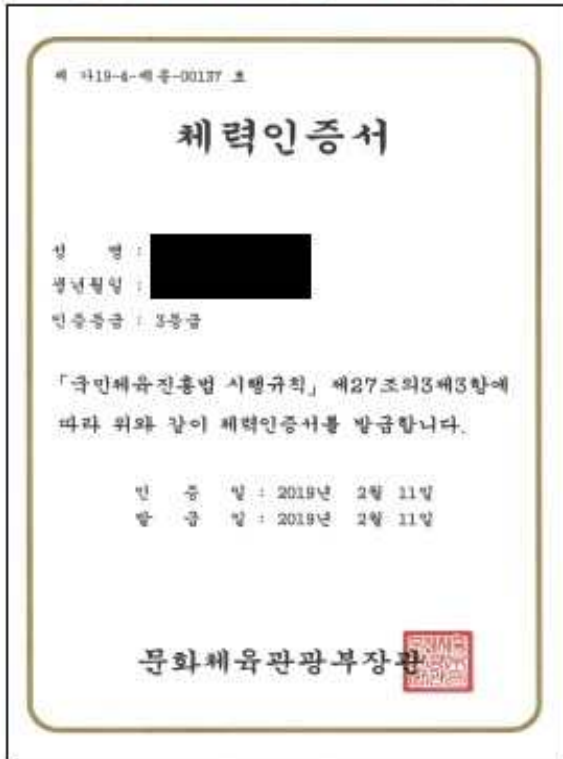 제 가19-4-세종-00137 호
체력인증서
성 명 :
생년월일 :
인증등급 : 3등급
「국민체육진흥법 시행규칙」 제27조의3제3항에
따라 위와 같이 체력인증서를 발급합니다.
인 증 일 : 2019년 2월 11일
발 급 일 : 2019년 2월 11일
문화체육관광부장관